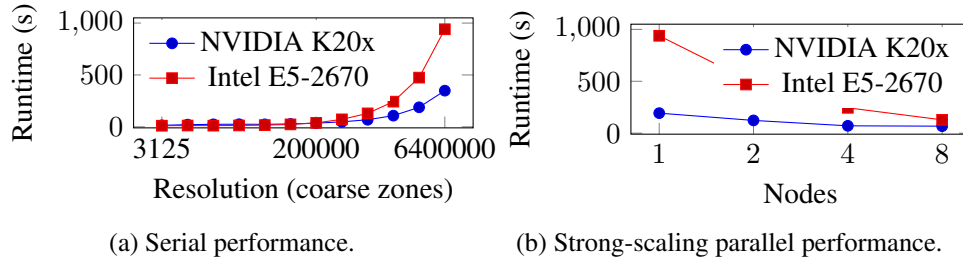 1,000
500
0
Runtime (s)
NVIDIA K20x
Intel E5-2670
3125
200000
6400000
Resolution (coarse zones)
(a) Serial performance.
1,000
500
0
Runtime (s)
NVIDIA K20x
Intel E5-2670
1
2
4
8
Nodes
(b) Strong-scaling parallel performance.